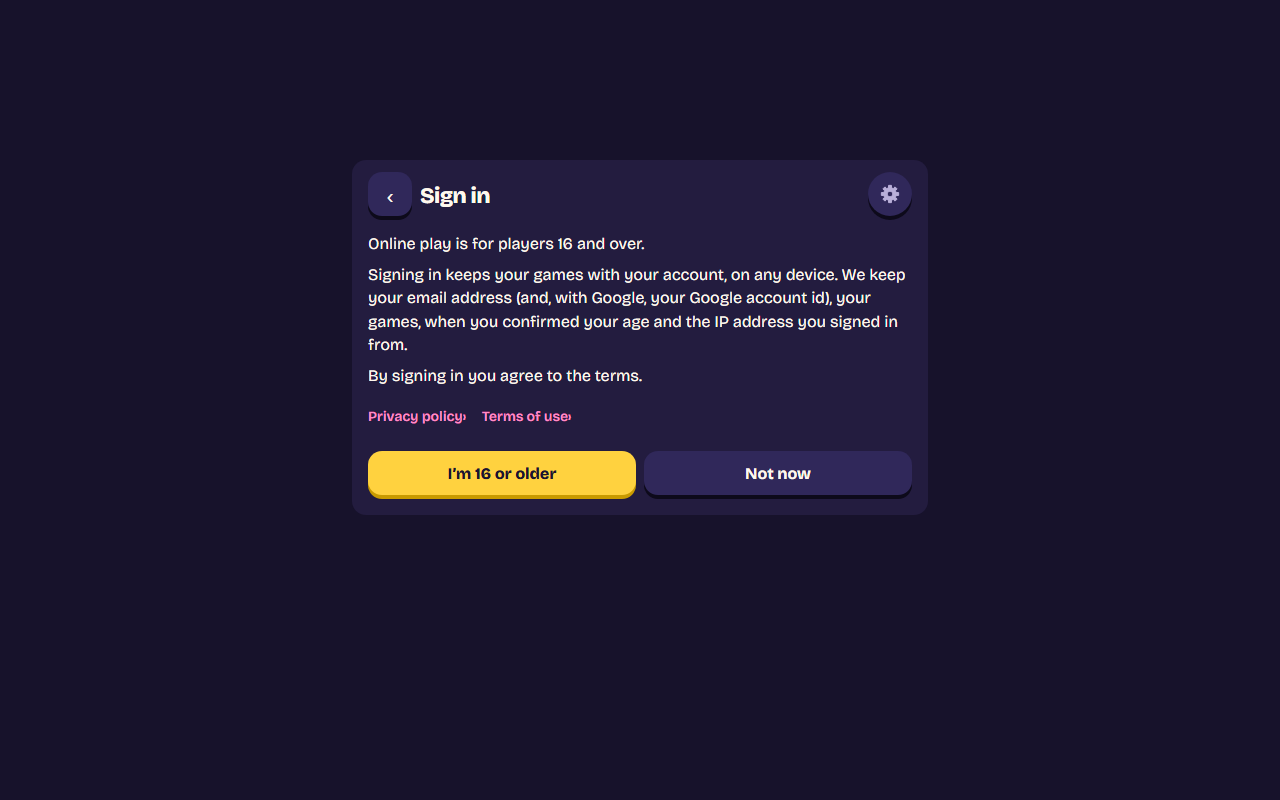 ‹ Sign in
Online play is for players 16 and over.
Signing in keeps your games with your account, on any device. We keep
your email address (and, with Google, your Google account id), your
games, when you confirmed your age and the IP address you signed in
from.
By signing in you agree to the terms.
Privacy policy› Terms of use›
I’m 16 or older Not now